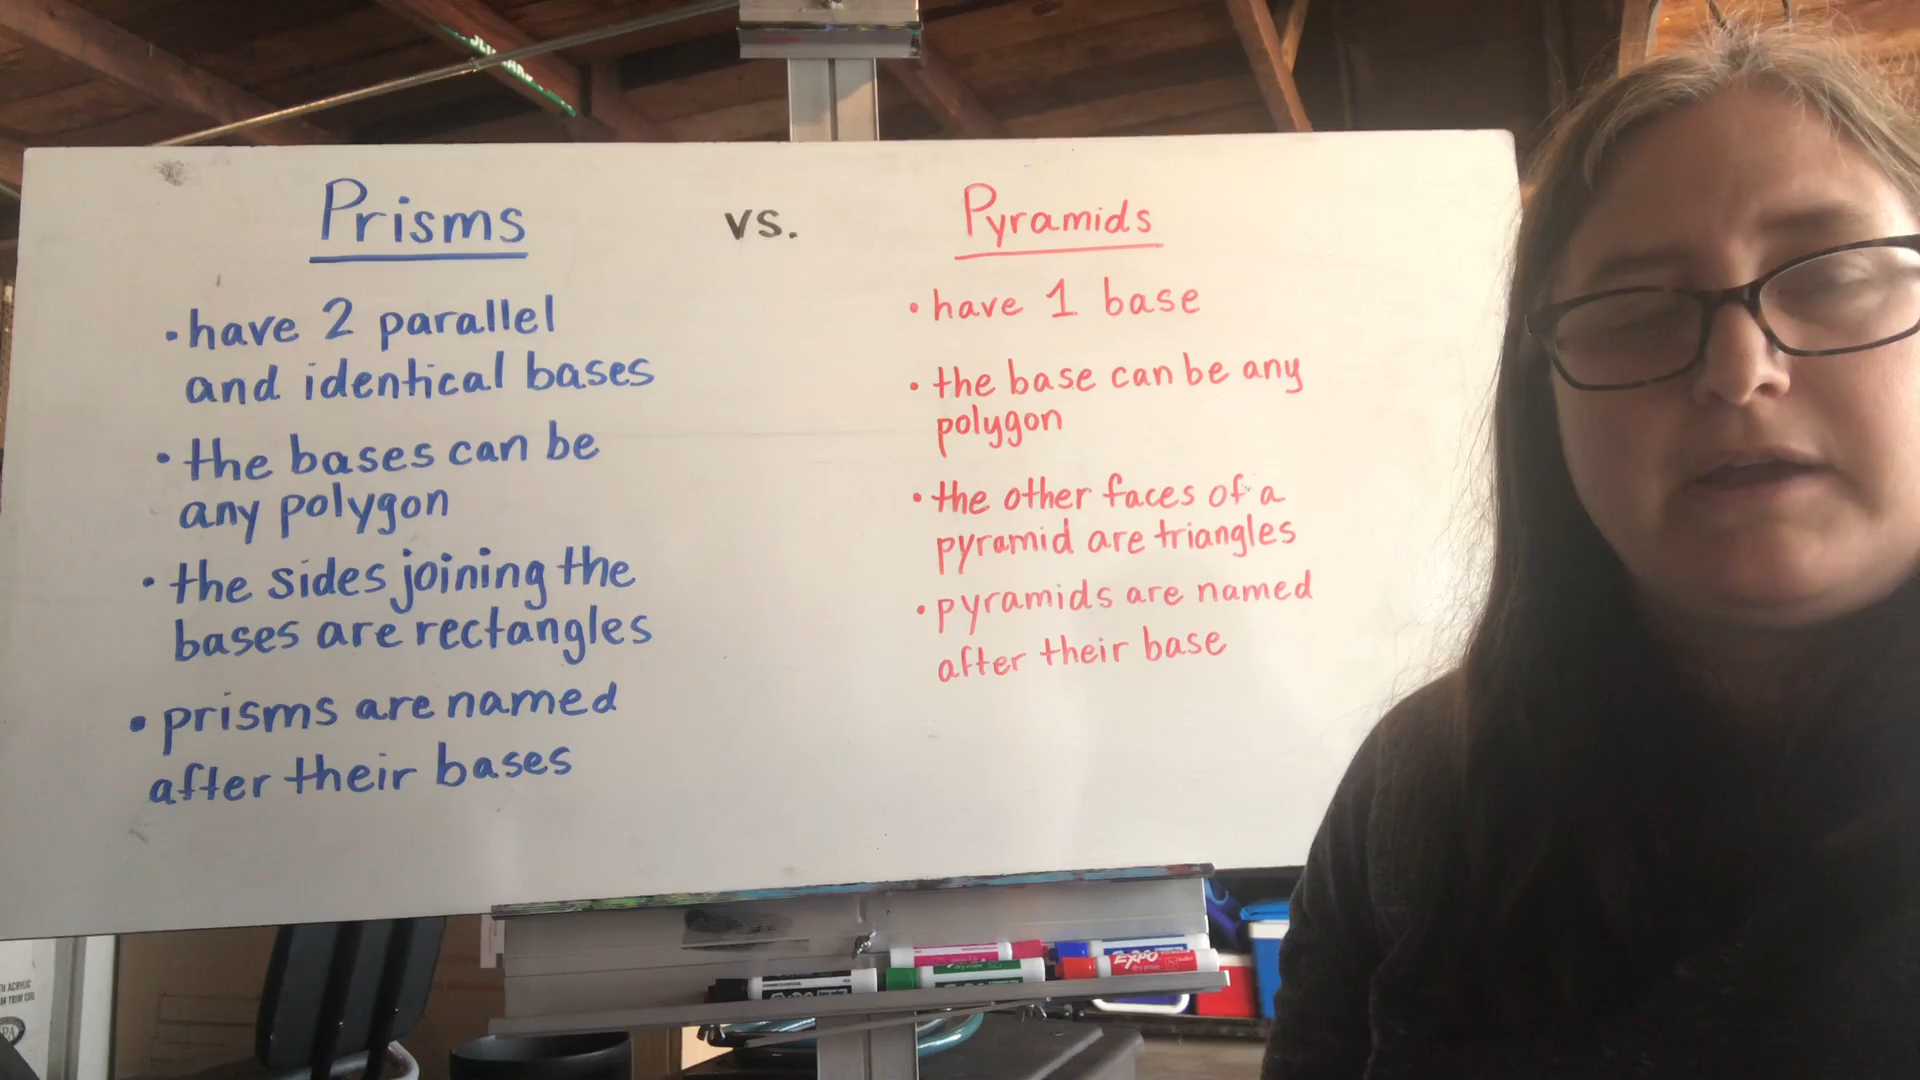 Prisms
vs.
Pyramids
•have 2 parallel
and identical bases
•the bases can be
any polygon
•the sides joining the
bases are rectangles
•prisms are named
after their bases
•have 1 base
•the base can be any
polygon
•the other faces of a
pyramid are triangles
•pyramids are named
after their base
EXPO